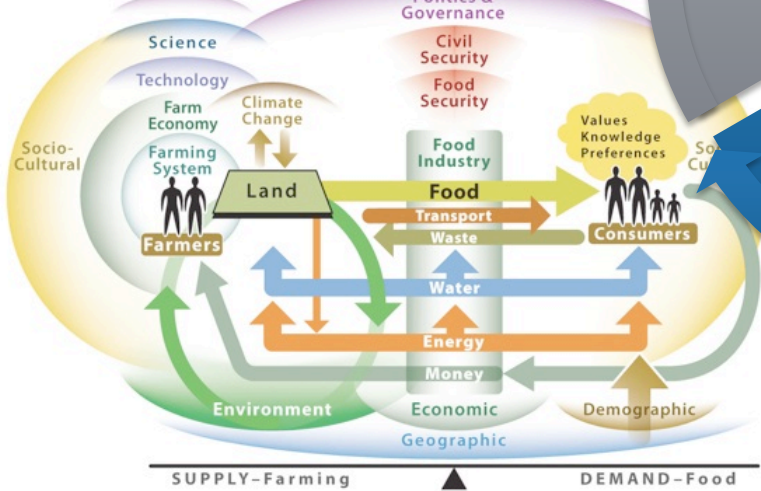 Governance
Science
Civil
Security
Technology
Food
Security
Climate
Change
Farm
Economy
Socio-
Cultural
Farming
System
Land
Farmers
Food
Industry
Food
Transport
Waste
Values
Knowledge
Preferences
Consumers
Water
Energy
Money
Environment
Economic
Demographic
Geographic
SUPPLY–Farming
DEMAND–Food